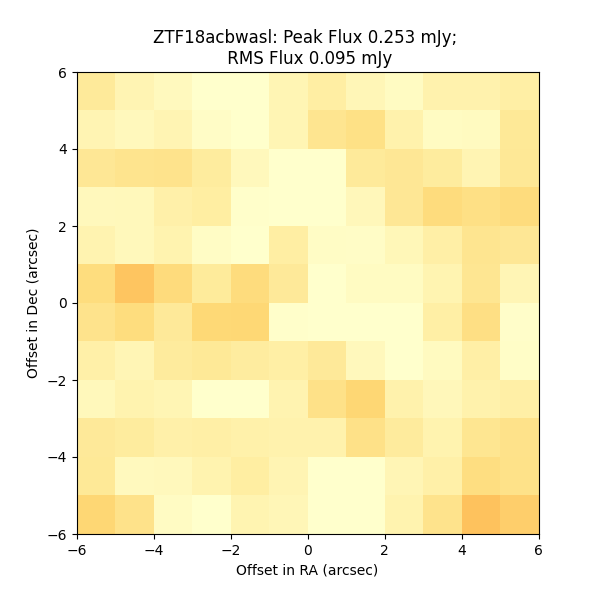 ZTF18acbwasl: Peak Flux 0.253 mJy;
RMS Flux 0.095 mJy
6
4
2
0
−2
−4
−6
Offset in Dec (arcsec)
−6 −4 −2 0 2 4 6
Offset in RA (arcsec)